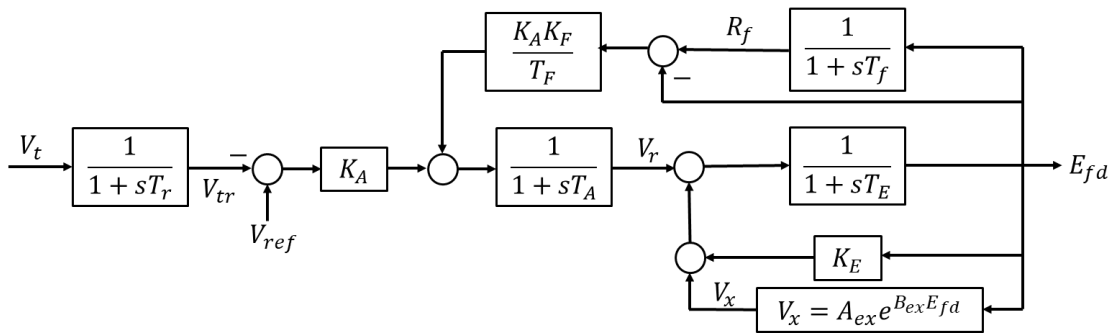 K_A K_F / T_F
−
R_f
1 / 1 + sT_f
V_t
1 / 1 + sT_r
−
V_tr
V_ref
K_A
1 / 1 + sT_A
V_r
1 / 1 + sT_E
E_fd
K_E
V_x
V_x = A_ex e^{B_ex E_fd}